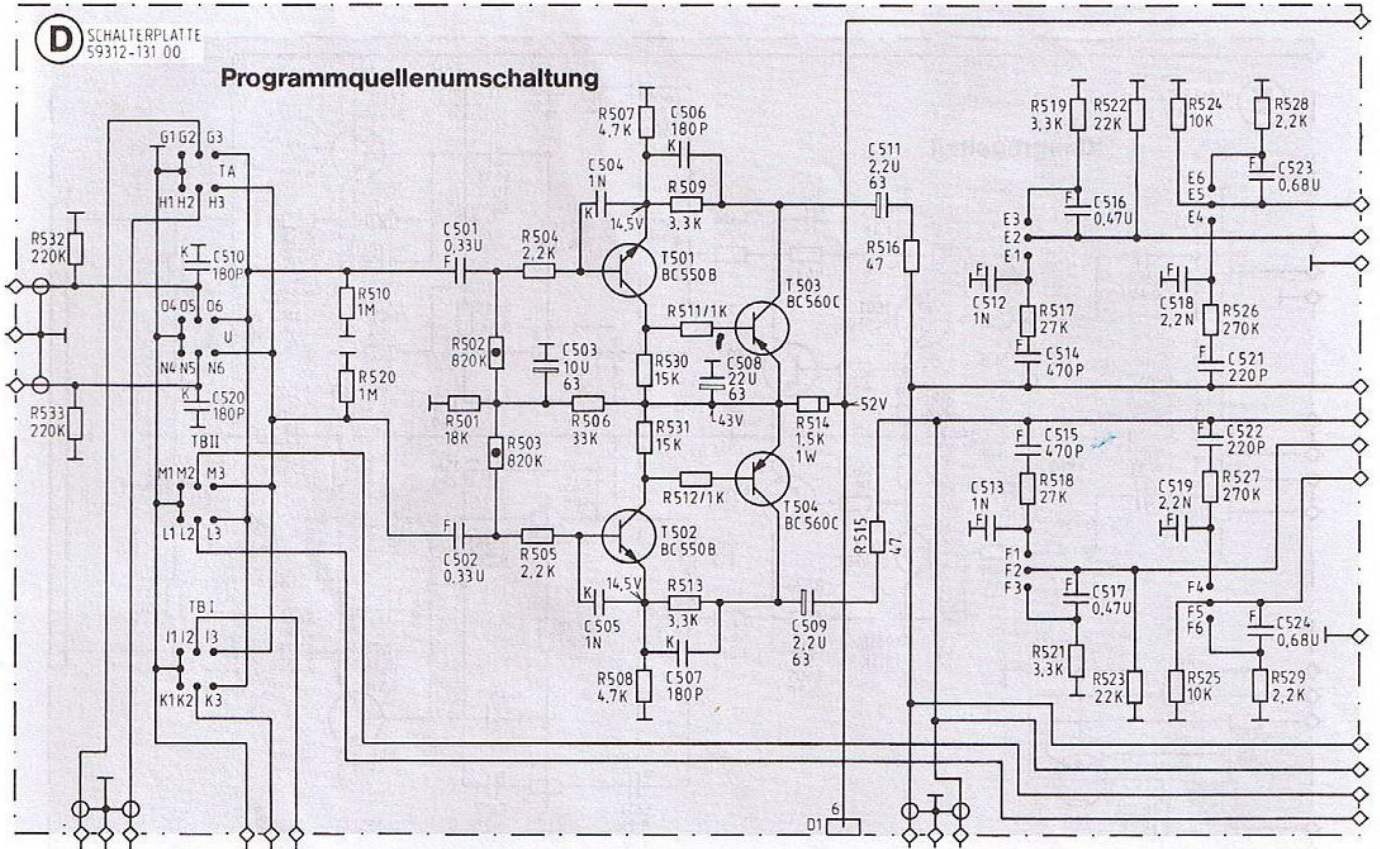 D SCHALTERPLATTE
59312-131 00
Programmquellenumschaltung
G1 G2 G3
TA
H1 H2 H3
R532
220K
K C510
180P
O4 O5 O6
U
N4 N5 N6
K C520
180P
R533
220K
TBII
M1 M2 M3
L1 L2 L3
TBI
I1 I2 I3
K1 K2 K3
R510
1M
R520
1M
C501
0,33U
F
R504
2,2K
R502
820K
C503
10U
63
R501
18K
R506
33K
R503
820K
F
C502
0,33U
R505
2,2K
R507
4,7K
C506
180P
K
C504
1N
K
R509
3,3K
14,5V
T501
BC550B
R511/1K
T503
BC560C
R530
15K
C508
22U
63
43V
R531
15K
R514
1,5K
1W
-52V
R512/1K
T504
BC560C
T502
BC550B
14,5V
K
C505
1N
R513
3,3K
K
C507
180P
R508
4,7K
C509
2,2U
63
C511
2,2U
63
R516
47
R515
47
R519
3,3K
R522
22K
R524
10K
R528
2,2K
F C516
0,47U
F C523
0,68U
E3
E2
E1
E6
E5
E4
F
C512
1N
R517
27K
F C514
470P
F
C518
2,2N
R526
270K
F C521
220P
F C515
470P
R518
27K
C513
1N
F
F C522
220P
R527
270K
C519
2,2N
F
F1
F2
F3
F4
F5
F6
F C517
0,47U
F C524
0,68U
R521
3,3K
R523
22K
R525
10K
R529
2,2K
6
D1